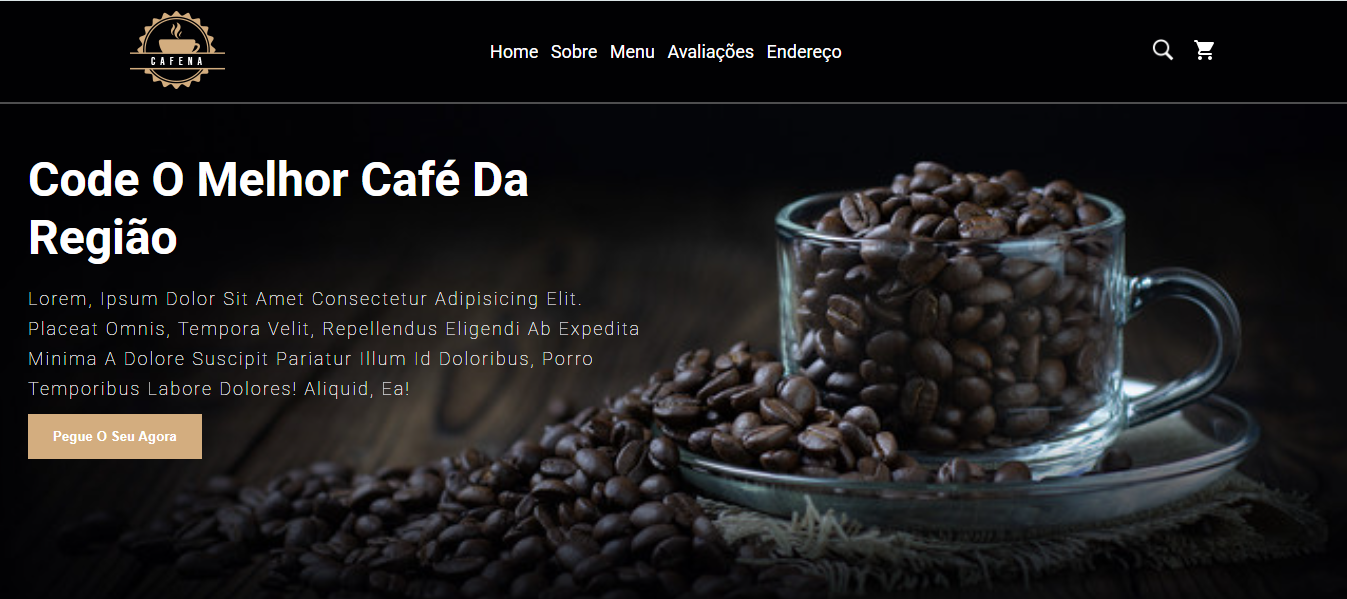 CAFENA
Home Sobre Menu Avaliações Endereço
Code O Melhor Café Da
Região
Lorem, Ipsum Dolor Sit Amet Consectetur Adipisicing Elit.
Placeat Omnis, Tempora Velit, Repellendus Eligendi Ab Expedita
Minima A Dolore Suscipit Pariatur Illum Id Doloribus, Porro
Temporibus Labore Dolores! Aliquid, Ea!
Pegue O Seu Agora